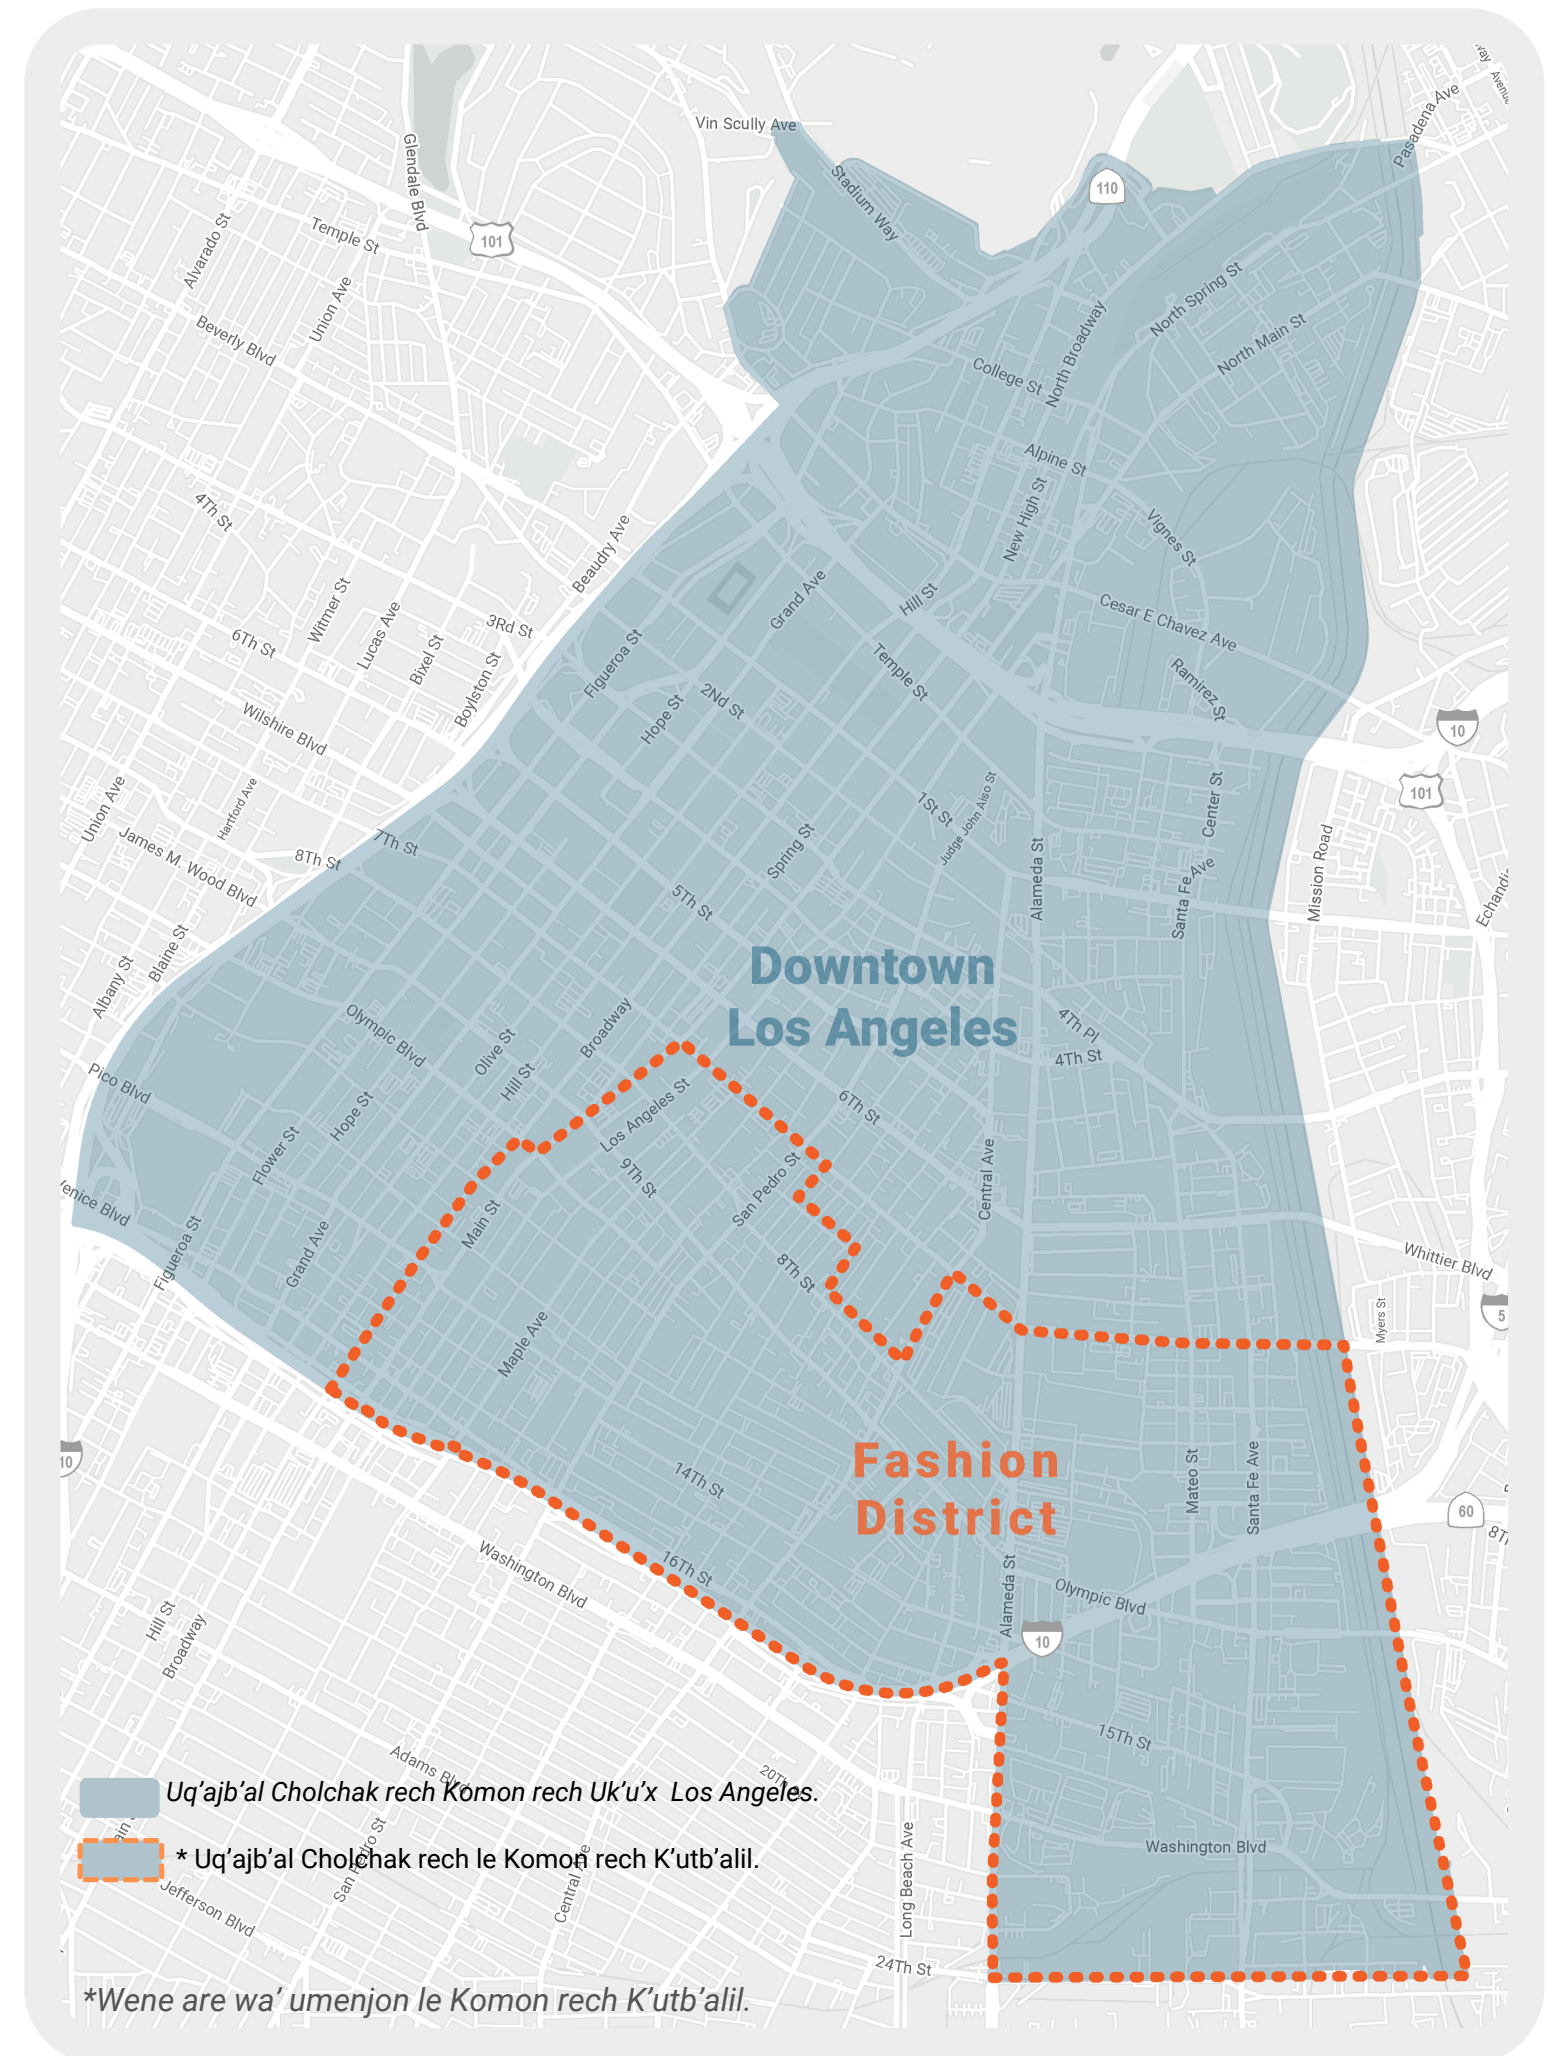 Vin Scully Ave
Pasadena Ave
Glendale Blvd
Stadium Way
110
Alvarado St
Temple St
101
Union Ave
North Spring St
Beverly Blvd
North Broadway
North Main St
College St
Alpine St
4Th St
New High St
Vignes St
Beaudry Ave
Witmer St
Grand Ave
Hill St
Cesar E Chavez Ave
Lucas Ave
3Rd St
6Th St
Bixel St
Figueroa St
Temple St
Ramirez St
Boylston St
Hope St
2Nd St
Wilshire Blvd
10
101
Union Ave
Hartford Ave
1St St
Judge John Aiso St
Center St
James M. Wood Blvd
7Th St
8Th St
Spring St
Alameda St
Mission Road
Santa Fe Ave
5Th St
Blaine St
Albany St
Downtown
Los Angeles
Olympic Blvd
Olive St
Broadway
4Th Pl
4Th St
Pico Blvd
Hill St
Hope St
Los Angeles St
6Th St
Flower St
9Th St
San Pedro St
Central Ave
Main St
Figueroa St
Grand Ave
8Th St
Whittier Blvd
5
Myers St
Maple Ave
10
Fashion
District
14Th St
Mateo St
Santa Fe Ave
60
16Th St
Washington Blvd
Alameda St
Olympic Blvd
Hill St
Broadway
10
15Th St
Adams Blvd
Uq'ajb'al Cholchak rech Komon rech Uk'u'x Los Angeles.
* Uq'ajb'al Cholchak rech le Komon rech K'utb'alil.
San Pedro St
Central Ave
Long Beach Ave
Washington Blvd
Jefferson Blvd
24Th St
*Wene are wa' umenjon le Komon rech K'utb'alil.